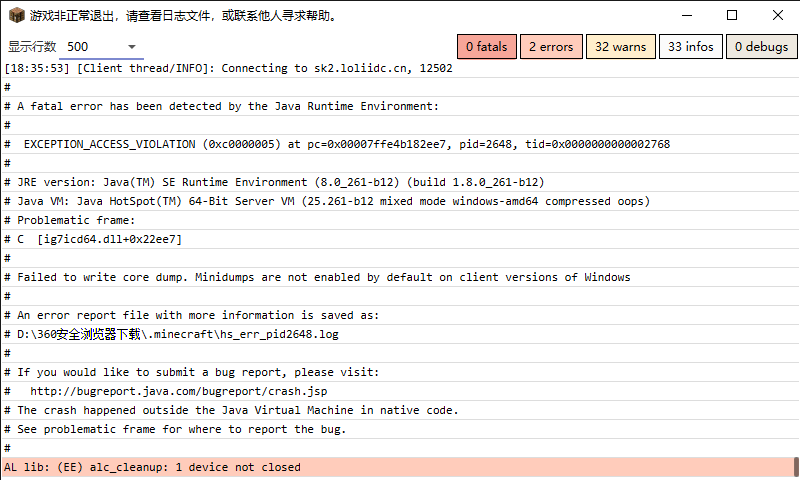 游戏非正常退出，请查看日志文件，或联系他人寻求帮助。
显示行数 500 0 fatals 2 errors 32 warns 33 infos 0 debugs
[18:35:53] [Client thread/INFO]: Connecting to sk2.loliidc.cn, 12502
#
# A fatal error has been detected by the Java Runtime Environment:
#
#  EXCEPTION_ACCESS_VIOLATION (0xc0000005) at pc=0x00007ffe4b182ee7, pid=2648, tid=0x0000000000002768
#
# JRE version: Java(TM) SE Runtime Environment (8.0_261-b12) (build 1.8.0_261-b12)
# Java VM: Java HotSpot(TM) 64-Bit Server VM (25.261-b12 mixed mode windows-amd64 compressed oops)
# Problematic frame:
# C  [ig7icd64.dll+0x22ee7]
#
# Failed to write core dump. Minidumps are not enabled by default on client versions of Windows
#
# An error report file with more information is saved as:
# D:\360安全浏览器下载\.minecraft\hs_err_pid2648.log
#
# If you would like to submit a bug report, please visit:
#   http://bugreport.java.com/bugreport/crash.jsp
# The crash happened outside the Java Virtual Machine in native code.
# See problematic frame for where to report the bug.
#
AL lib: (EE) alc_cleanup: 1 device not closed